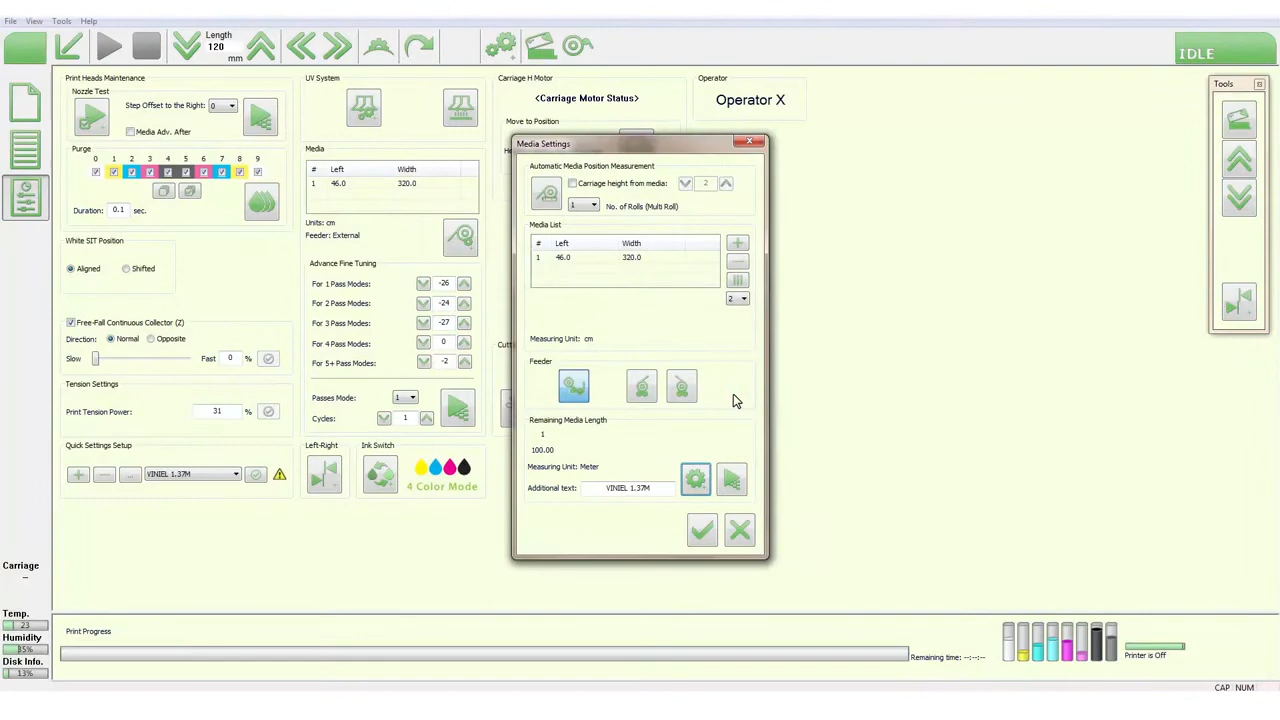 File View Tools Help
Length
120
mm
IDLE
Print Heads Maintenance
Nozzle Test
Step Offset to the Right: 0
Media Adv. After
Purge
0 1 2 3 4 5 6 7 8 9
Duration: 0.1 sec.
White SIT Position
Aligned Shifted
Free-Fall Continuous Collector (Z)
Direction: Normal Opposite
Slow Fast 0 %
Tension Settings
Print Tension Power: 31 %
Quick Settings Setup
... VINIEL 1.37M
UV System
Media
# Left Width
1 46.0 320.0
Units: cm
Feeder: External
Advance Fine Tuning
For 1 Pass Modes: -26
For 2 Pass Modes: -24
For 3 Pass Modes: -27
For 4 Pass Modes: 0
For 5+ Pass Modes: -2
Passes Mode: 1
Cycles: 1
Left-Right
Ink Switch
4 Color Mode
Carriage H Motor
<Carriage Motor Status>
Move to Position
Operator
Operator X
Media Settings
Automatic Media Position Measurement
Carriage height from media: 2
1 No. of Rolls (Multi Roll)
Media List
# Left Width
1 46.0 320.0
2
Measuring Unit: cm
Feeder
Remaining Media Length
1
100.00
Measuring Unit: Meter
Additional text: VINIEL 1.37M
Tools
Carriage
--
Temp.
23
Humidity
35%
Disk Info.
13%
Print Progress
Remaining time: --:--:--
Printer is Off
CAP NUM